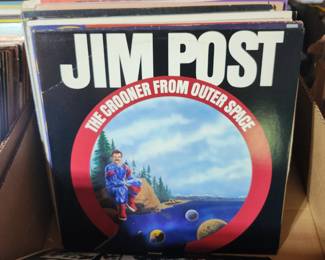 JIM POST
THE CROONER FROM OUTER SPACE